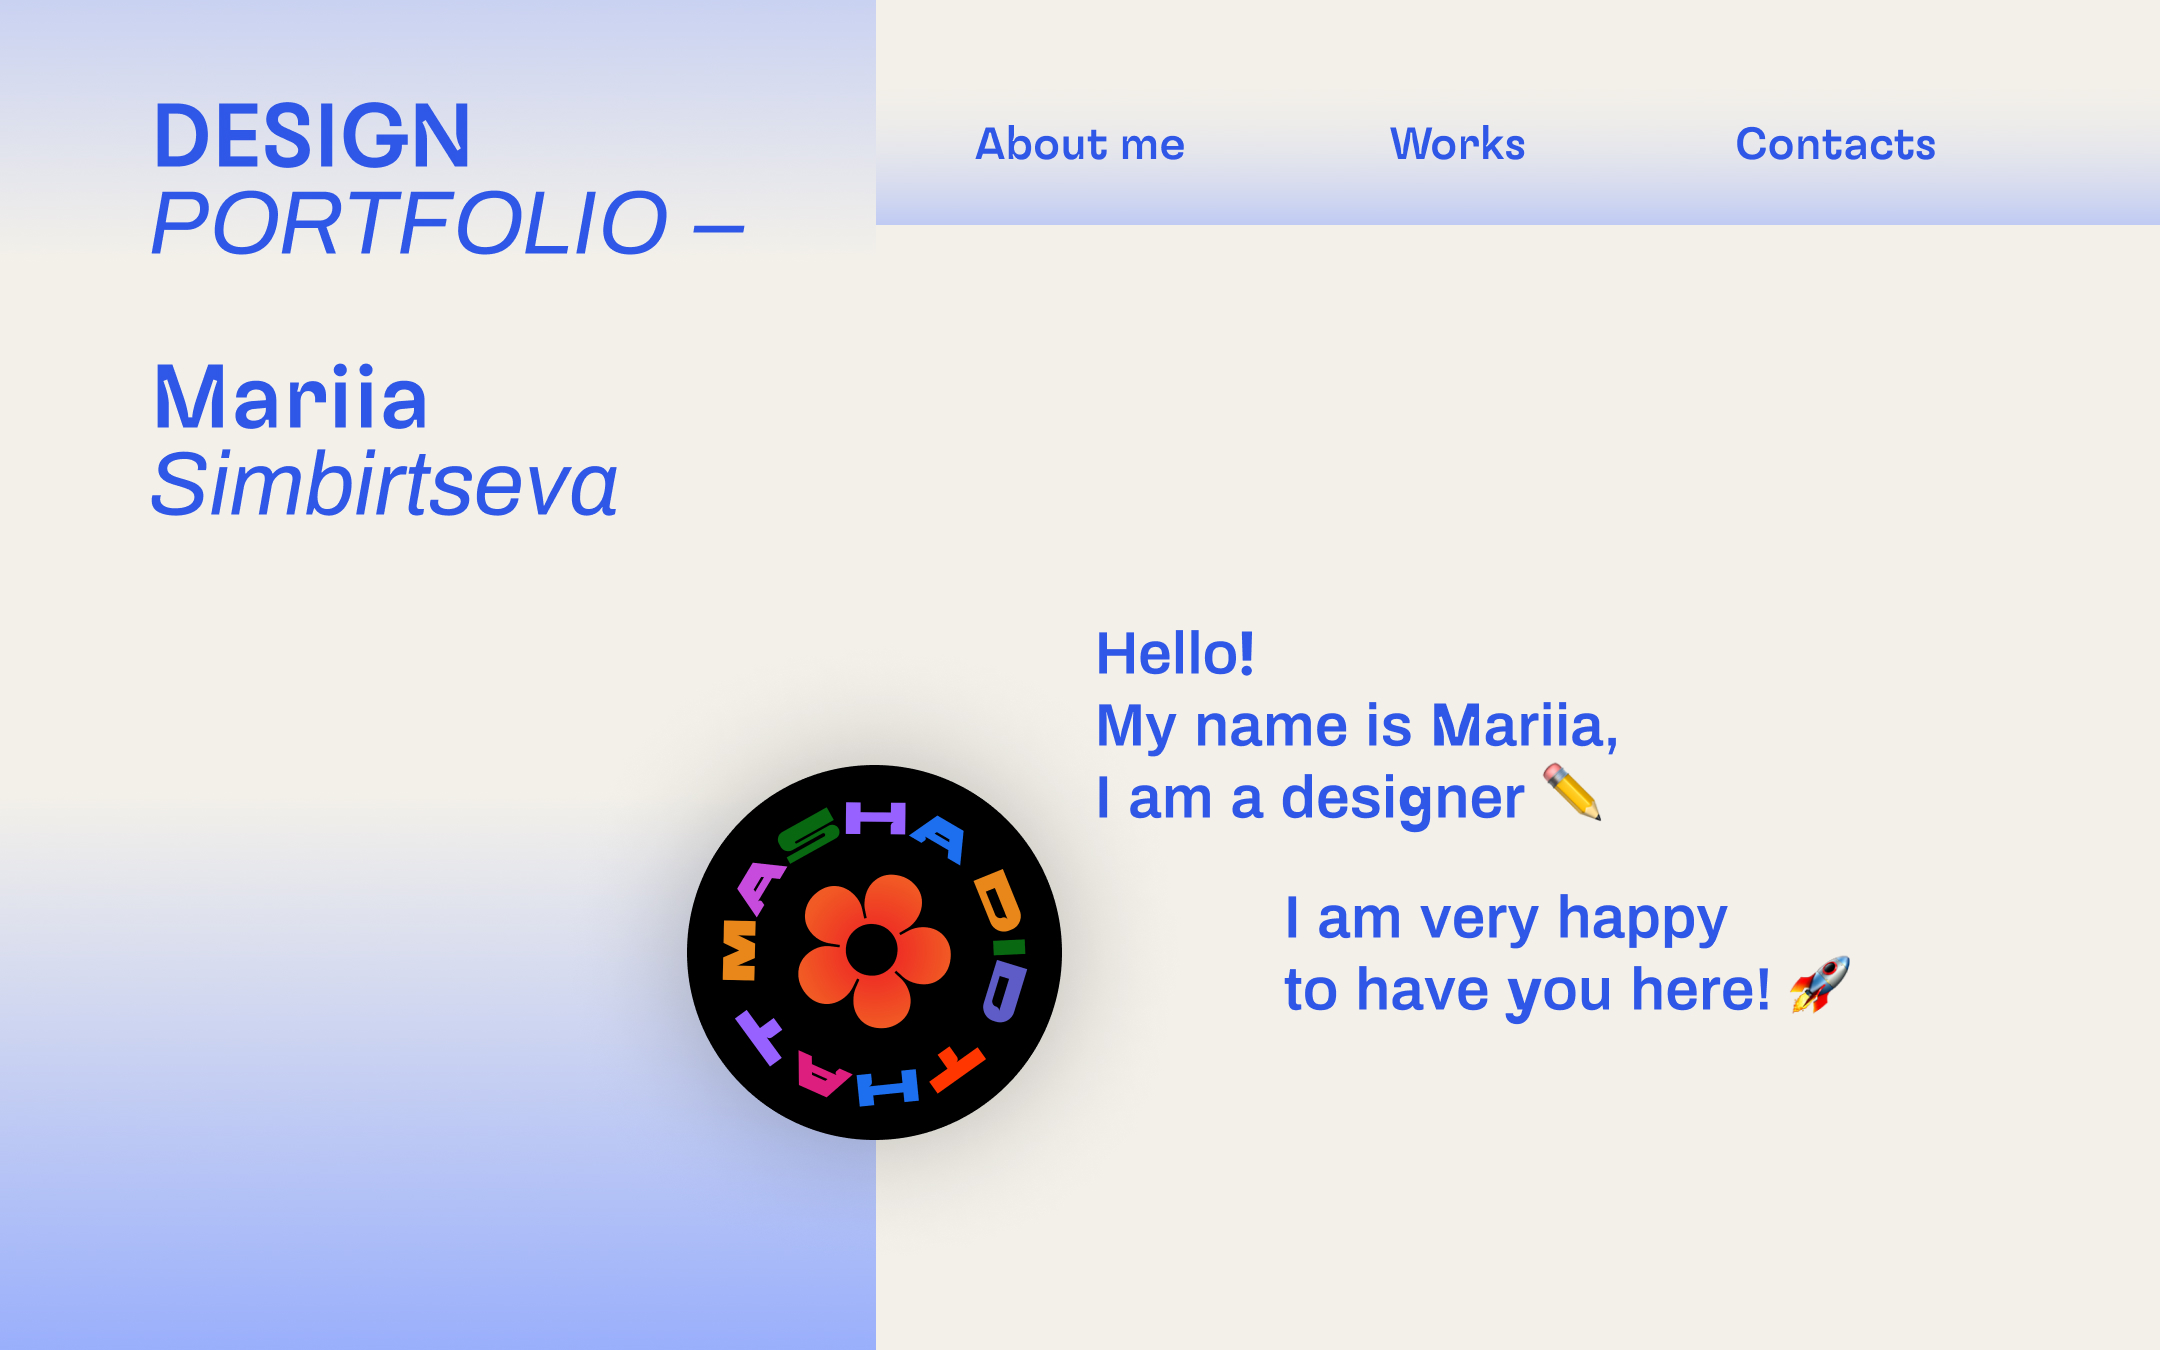 DESIGN
PORTFOLIO –
About me
Works
Contacts
Mariia
Simbirtseva
Hello!
My name is Mariia,
I am a designer ✏️
I am very happy
to have you here! 🚀
MASHA DID THAT